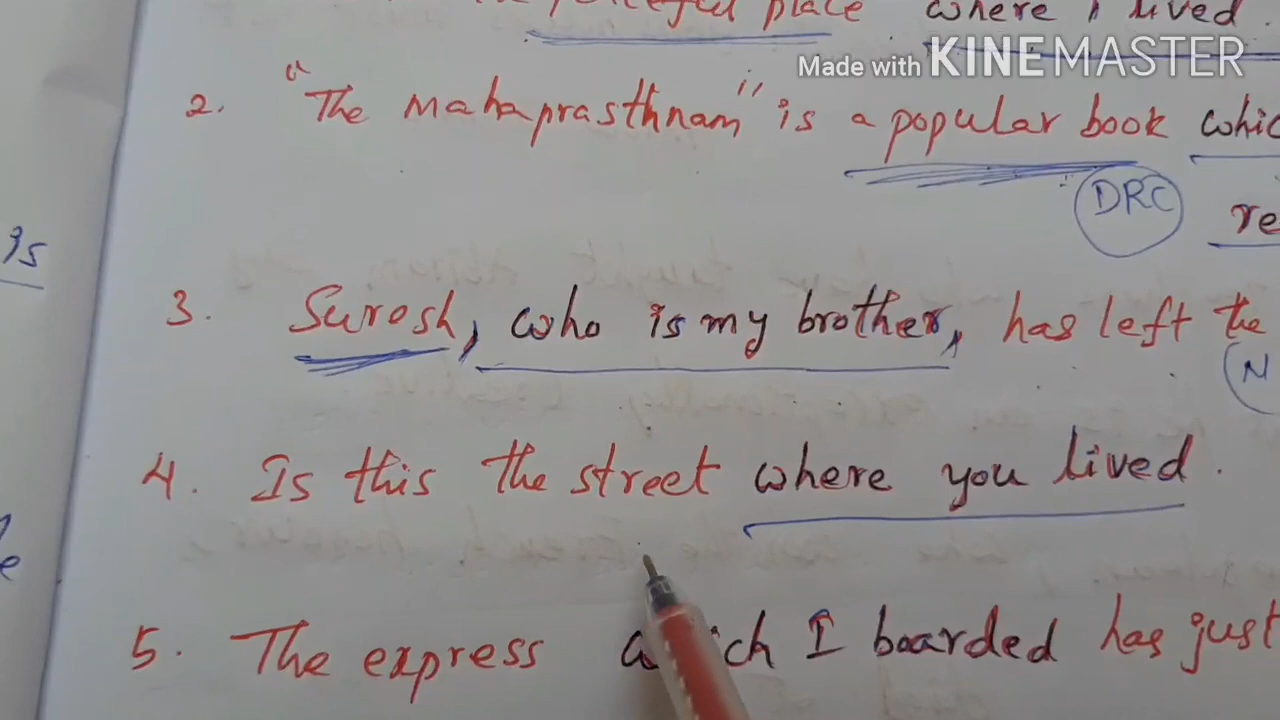 place where I lived.
Made with KINEMASTER
2. "The Mahaprasthnam" is a popular book whic
DRC
re
is
3. Suresh, who is my brother, has left the
N
4. Is this the street where you lived.
5. The express which I boarded has just